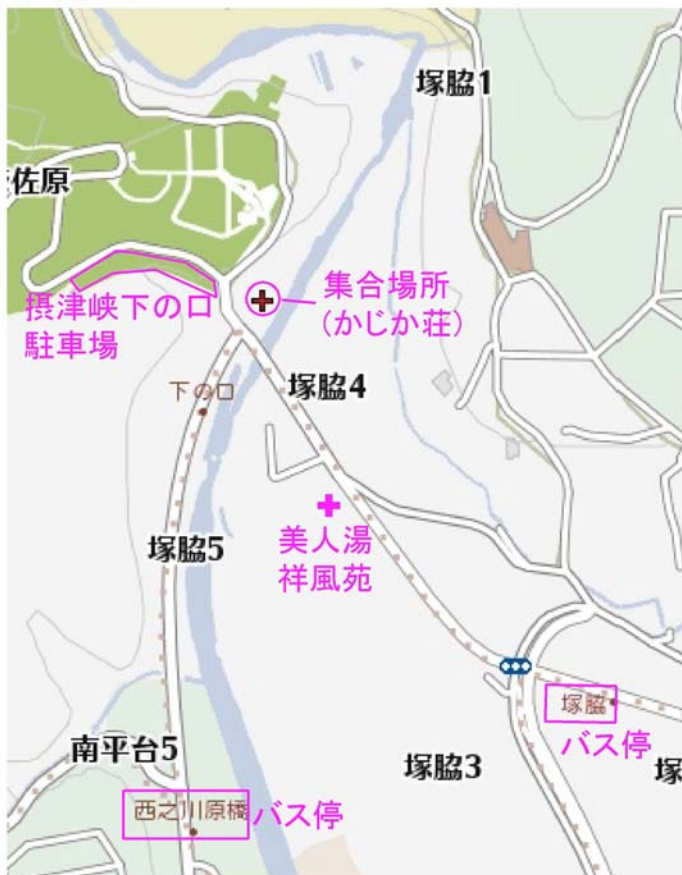 塚脇1
佐原
摂津峡下の口
駐車場
集合場所
(かじか荘)
塚脇4
下の口
美人湯
祥風苑
塚脇5
塚脇
バス停
南平台5
塚脇3
塚
西之川原橋
バス停